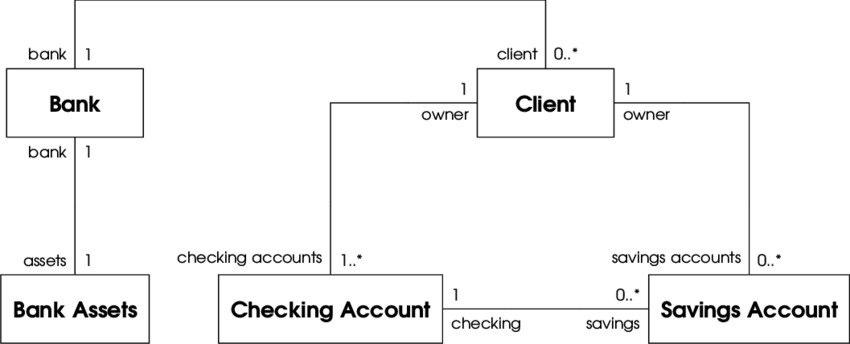 bank 1
client 0..*
Bank
1
owner
Client
1
owner
bank 1
assets 1
checking accounts 1..*
savings accounts 0..*
Bank Assets
Checking Account
1
checking
0..*
savings
Savings Account